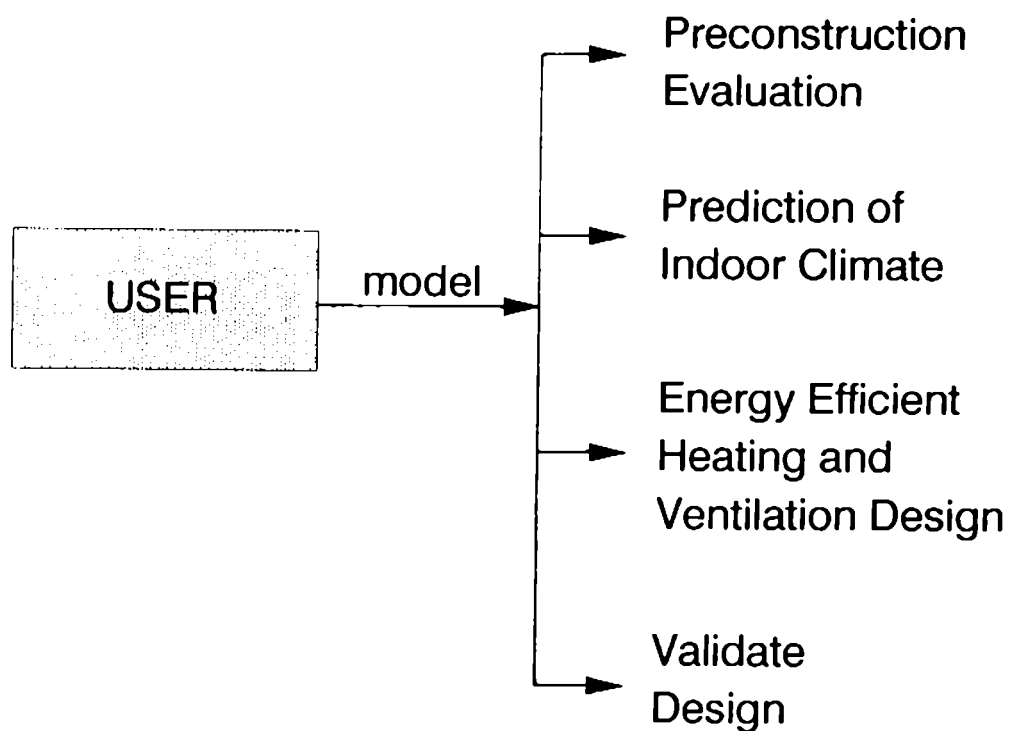 USER
model
Preconstruction
Evaluation
Prediction of
Indoor Climate
Energy Efficient
Heating and
Ventilation Design
Validate
Design